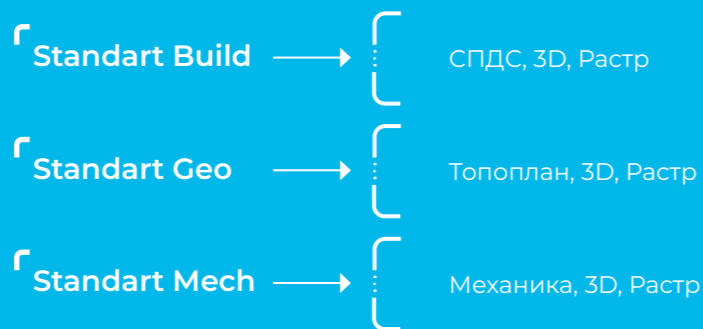 Standart Build
СПДС, 3D, Растр
Standart Geo
Топоплан, 3D, Растр
Standart Mech
Механика, 3D, Растр